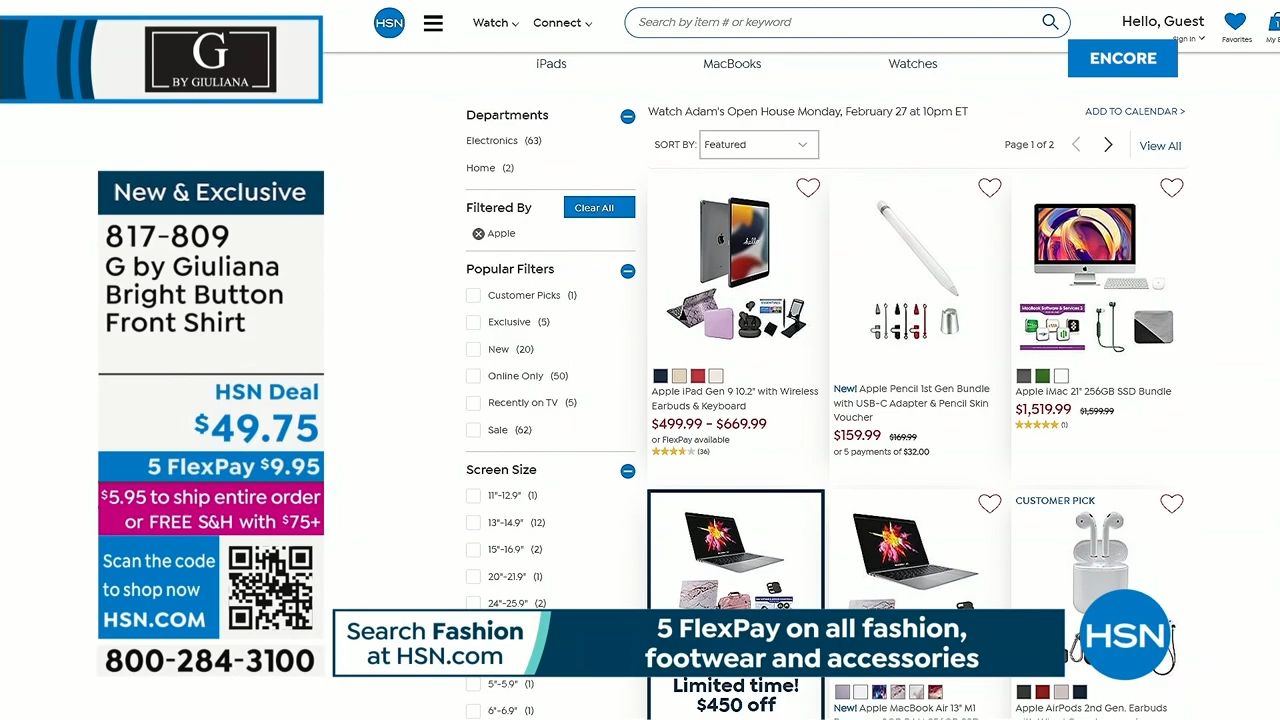 G
BY GIULIANA
New & Exclusive
817-809
G by Giuliana
Bright Button
Front Shirt
HSN Deal
$49.75
5 FlexPay $9.95
$5.95 to ship entire order
or FREE S&H with $75+
Scan the code
to shop now
HSN.COM
800-284-3100
HSN
Watch
Connect
Search by item # or keyword
Hello, Guest
Sign In
Favorites
My
ENCORE
iPads
MacBooks
Watches
Departments
Electronics (63)
Home (2)
Filtered By
Clear All
Apple
Popular Filters
Customer Picks (1)
Exclusive (5)
New (20)
Online Only (50)
Recently on TV (5)
Sale (62)
Screen Size
11"-12.9" (1)
13"-14.9" (12)
15"-16.9" (2)
20"-21.9" (1)
24"-25.9" (2)
5"-5.9" (1)
6"-6.9" (1)
Watch Adam's Open House Monday, February 27 at 10pm ET
ADD TO CALENDAR >
SORT BY:
Featured
Page 1 of 2
View All
Apple iPad Gen 9 10.2" with Wireless
Earbuds & Keyboard
$499.99 - $669.99
or FlexPay available
(36)
New! Apple Pencil 1st Gen Bundle
with USB-C Adapter & Pencil Skin
Voucher
$159.99 $169.99
or 5 payments of $32.00
Apple iMac 21" 256GB SSD Bundle
$1,519.99 $1,599.99
(1)
CUSTOMER PICK
Limited time!
$450 off
New! Apple MacBook Air 13" M1
Apple AirPods 2nd Gen. Earbuds
Search Fashion
at HSN.com
5 FlexPay on all fashion,
footwear and accessories
HSN